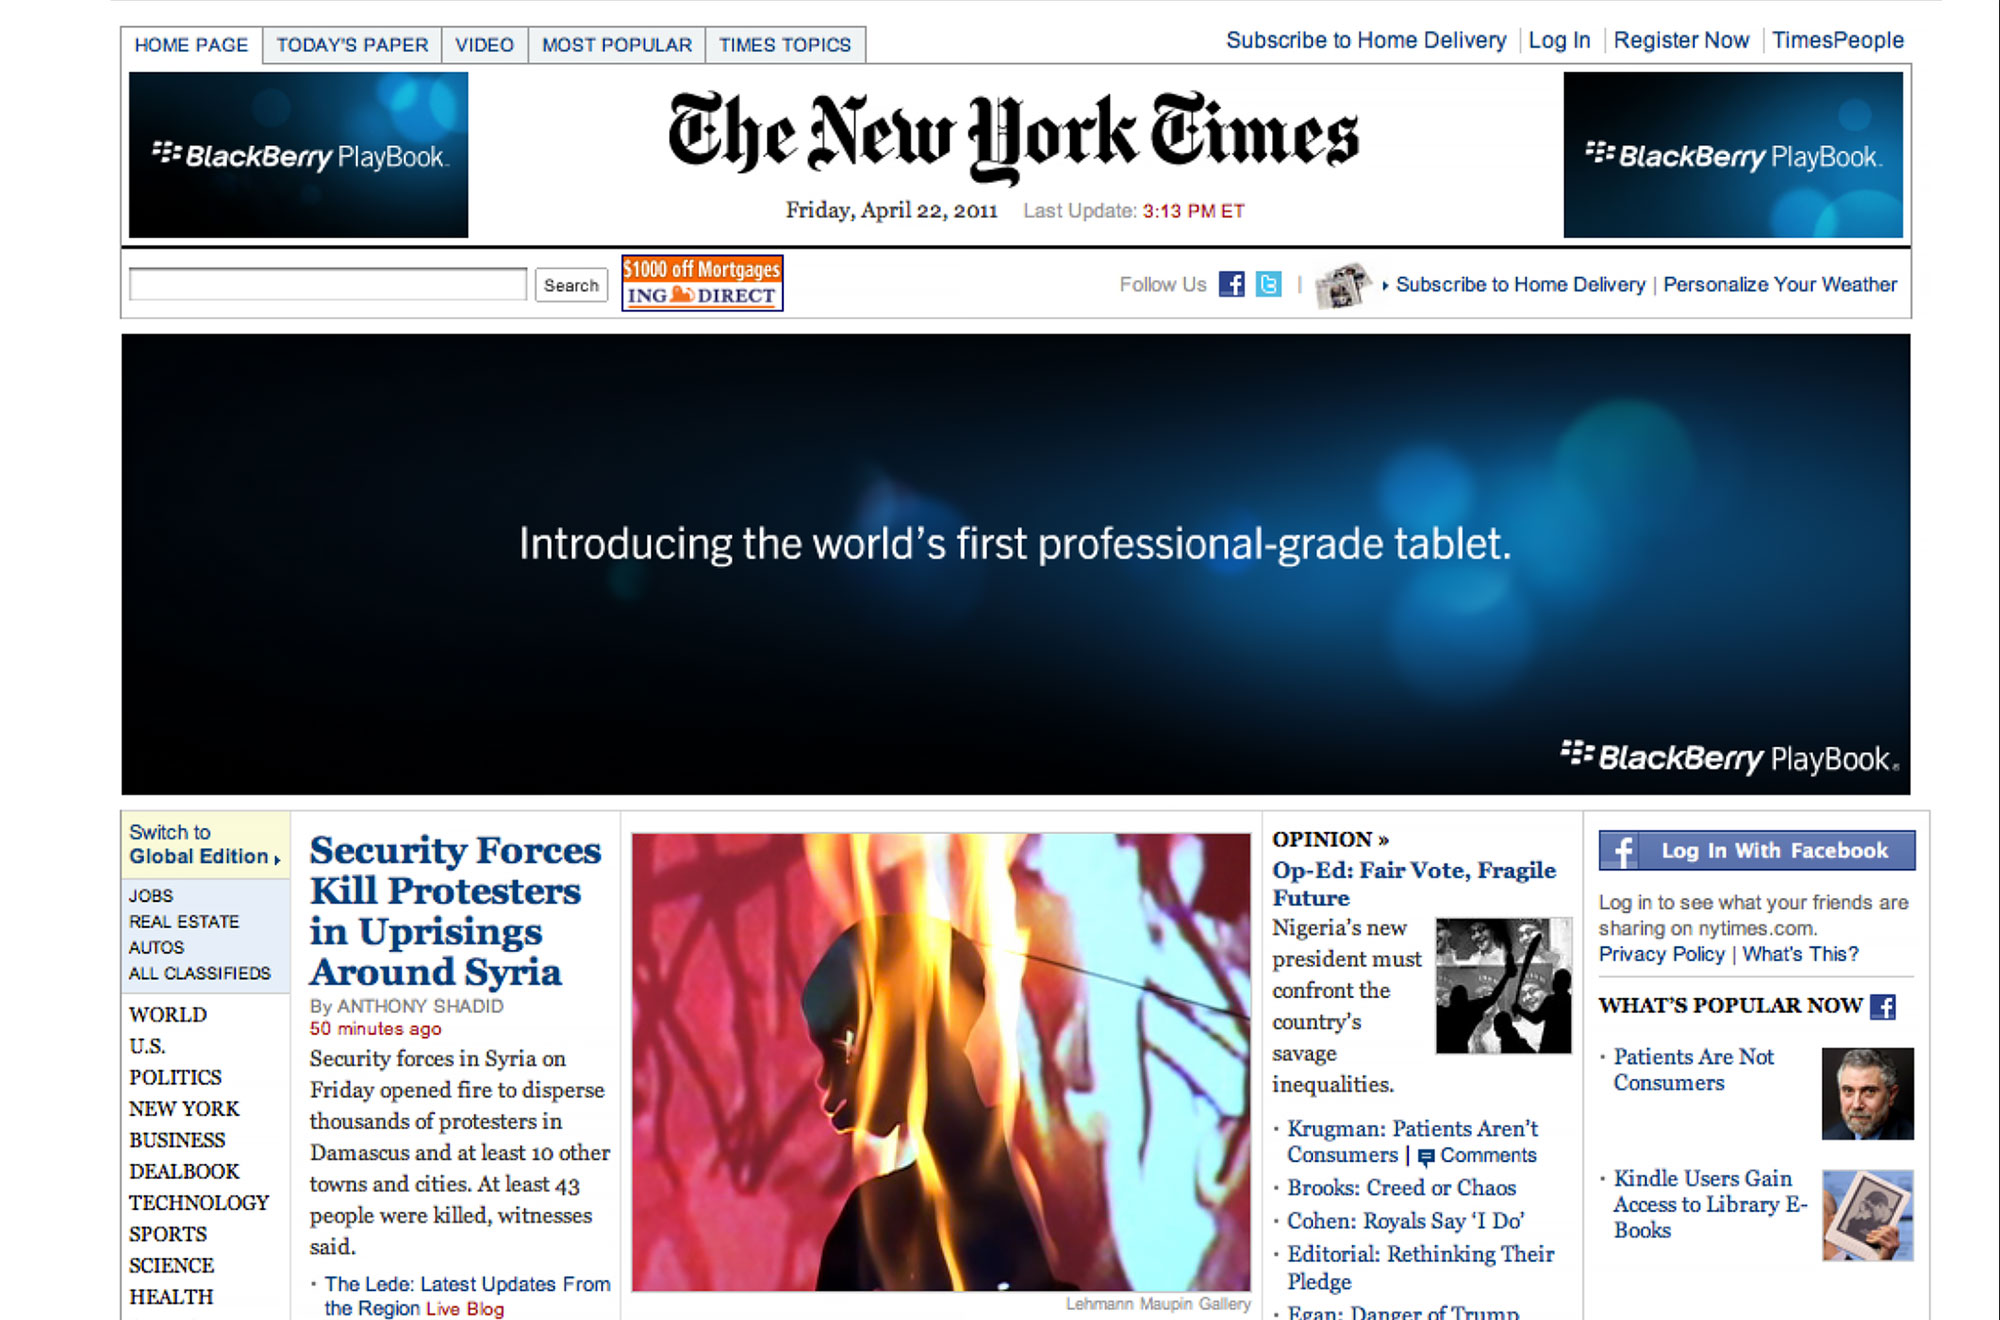 HOME PAGE
TODAY'S PAPER
VIDEO
MOST POPULAR
TIMES TOPICS
Subscribe to Home Delivery
Log In
Register Now
TimesPeople
BlackBerry PlayBook
The New York Times
Friday, April 22, 2011 Last Update: 3:13 PM ET
BlackBerry PlayBook
Search
$1000 off Mortgages
ING DIRECT
Follow Us
Subscribe to Home Delivery | Personalize Your Weather
Introducing the world's first professional-grade tablet.
BlackBerry PlayBook
Switch to
Global Edition
JOBS
REAL ESTATE
AUTOS
ALL CLASSIFIEDS
WORLD
U.S.
POLITICS
NEW YORK
BUSINESS
DEALBOOK
TECHNOLOGY
SPORTS
SCIENCE
HEALTH
Security Forces
Kill Protesters
in Uprisings
Around Syria
By ANTHONY SHADID
50 minutes ago
Security forces in Syria on
Friday opened fire to disperse
thousands of protesters in
Damascus and at least 10 other
towns and cities. At least 43
people were killed, witnesses
said.
· The Lede: Latest Updates From
the Region Live Blog
Lehmann Maupin Gallery
OPINION »
Op-Ed: Fair Vote, Fragile
Future
Nigeria's new
president must
confront the
country's
savage
inequalities.
· Krugman: Patients Aren't
Consumers | Comments
· Brooks: Creed or Chaos
· Cohen: Royals Say 'I Do'
· Editorial: Rethinking Their
Pledge
· Egan: Danger of Trump
Log In With Facebook
Log in to see what your friends are
sharing on nytimes.com.
Privacy Policy | What's This?
WHAT'S POPULAR NOW
· Patients Are Not
Consumers
· Kindle Users Gain
Access to Library E-
Books